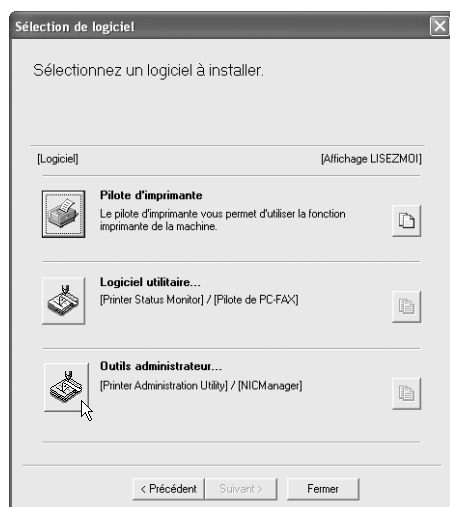 Sélection de logiciel
Sélectionnez un logiciel à installer.
[Logiciel] [Affichage LISEZMOI]
Pilote d'imprimante
Le pilote d'imprimante vous permet d'utiliser la fonction
imprimante de la machine.
Logiciel utilitaire...
[Printer Status Monitor] / [Pilote de PC-FAX]
Outils administrateur...
[Printer Administration Utility] / [NICManager]
< Précédent Suivant > Fermer